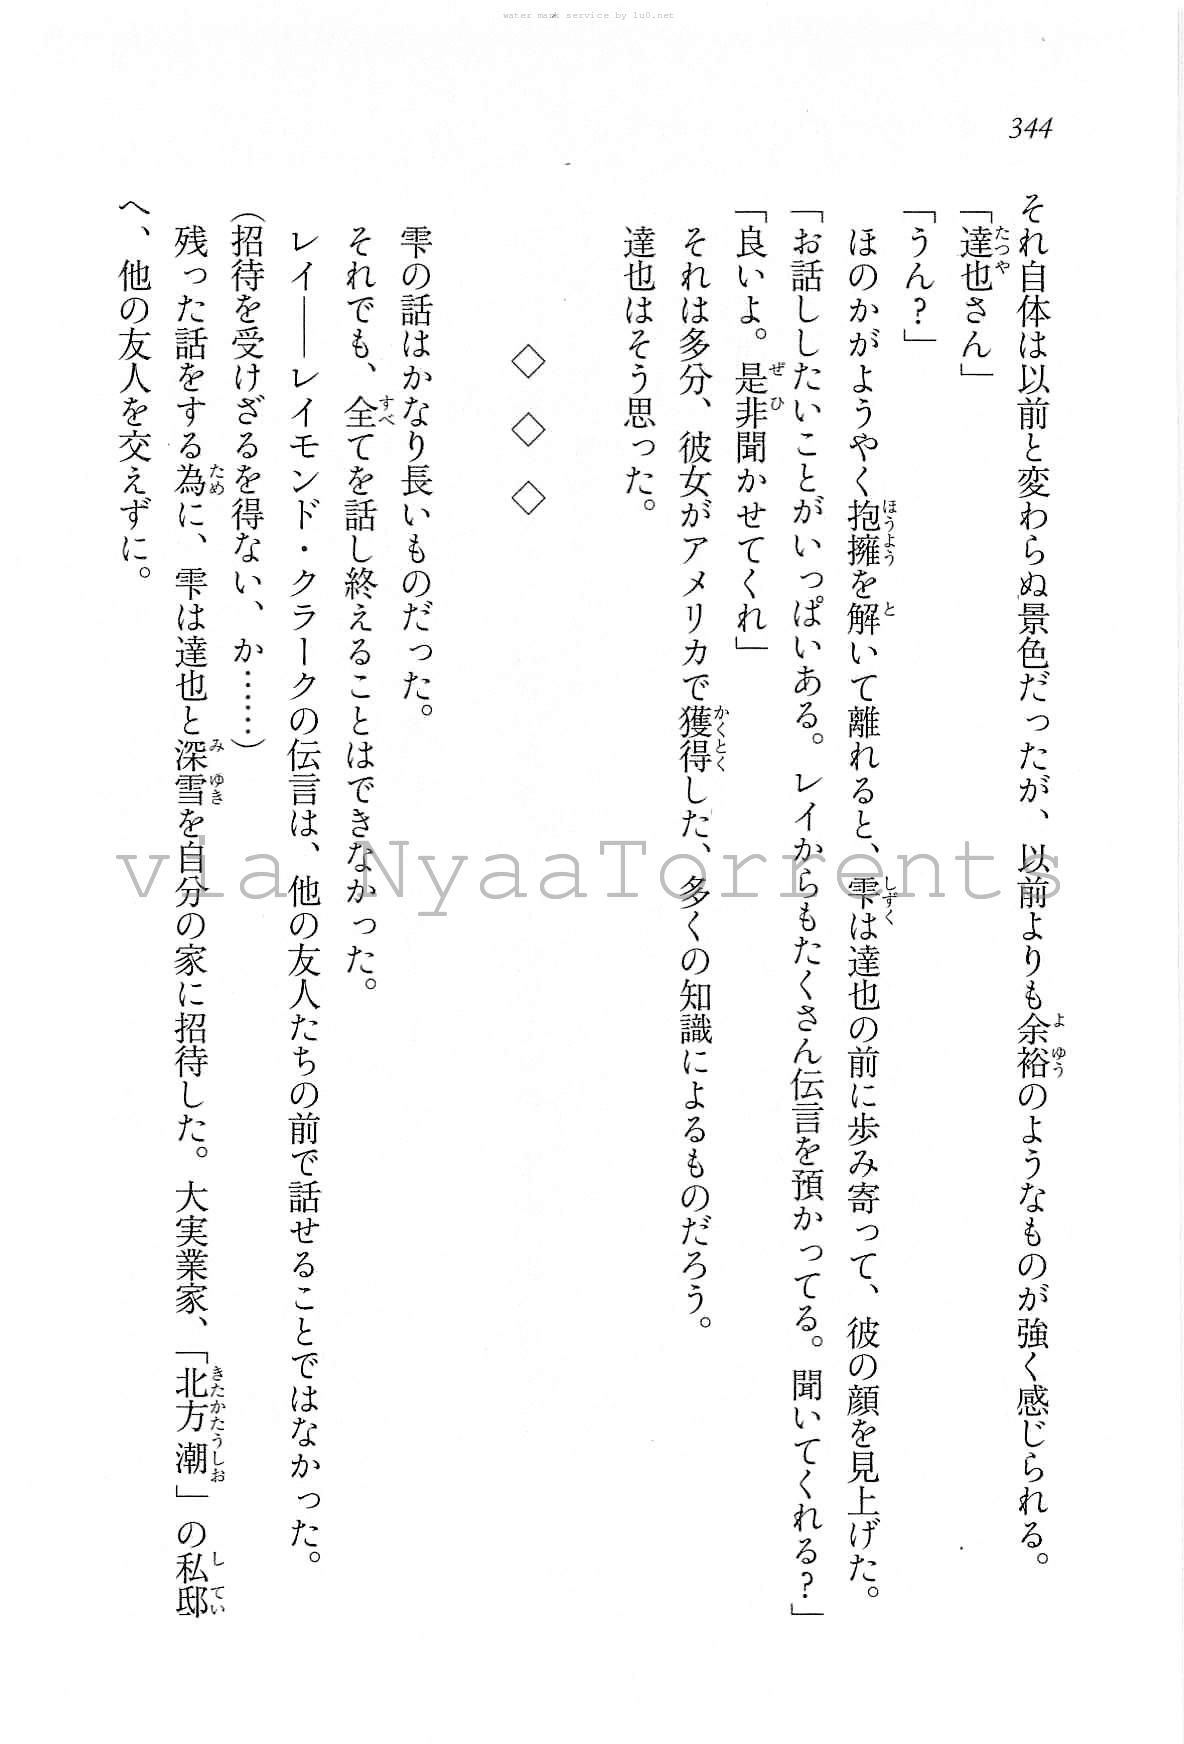 water mark service by lu0.net
344
それ自体は以前と変わらぬ景色だったが、以前よりも余裕のようなものが強く感じられる。
「達也さん」
「うん？」
ほのかがようやく抱擁を解いて離れると、雫は達也の前に歩み寄って、彼の顔を見上げた。
「お話ししたいことがいっぱいある。レイからもたくさん伝言を預かってる。聞いてくれる？」
「良いよ。是非聞かせてくれ」
それは多分、彼女がアメリカで獲得した、多くの知識によるものだろう。
達也はそう思った。
◇ ◇ ◇
雫の話はかなり長いものだった。
それでも、全てを話し終えることはできなかった。
レイ――レイモンド・クラークの伝言は、他の友人たちの前で話せることではなかった。
（招待を受けざるを得ない、か……）
残った話をする為に、雫は達也と深雪を自分の家に招待した。大実業家、「北方潮」の私邸
へ、他の友人を交えずに。
via NyaaTorrents